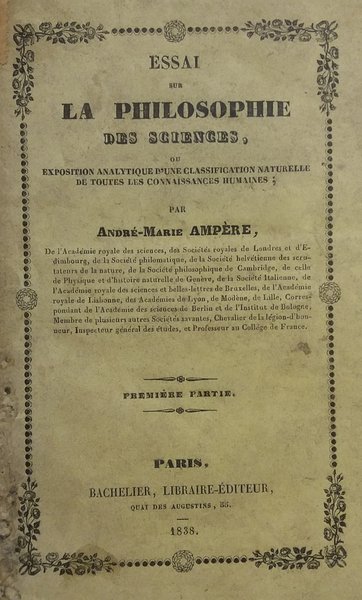 ESSAI
SUR
LA PHILOSOPHIE
DES SCIENCES,
OU
EXPOSITION ANALYTIQUE D'UNE CLASSIFICATION NATURELLE
DE TOUTES LES CONNAISSANCES HUMAINES;
PAR
ANDRÉ-MARIE AMPÈRE,
De l'Académie royale des sciences, des Sociétés royales de Londres et d'E-
dimbourg, de la Société philomatique, de la Société helvétienne des scru-
tateurs de la nature, de la Société philosophique de Cambridge, de celle
de Physique et d'histoire naturelle de Genève, de la Société Italienne, de
l'Académie royale des sciences et belles-lettres de Bruxelles, de l'Académie
royale de Lisbonne, des Académies de Lyon, de Modène, de Lille, Corres-
pondant de l'Académie des sciences de Berlin et de l'Institut de Bologne,
Membre de plusieurs autres Sociétés savantes, Chevalier de la légion-d'hon-
neur, Inspecteur général des études, et Professeur au Collége de France.
PREMIÈRE PARTIE.
PARIS,
BACHELIER, LIBRAIRE-ÉDITEUR,
QUAI DES AUGUSTINS, 55.
1838.